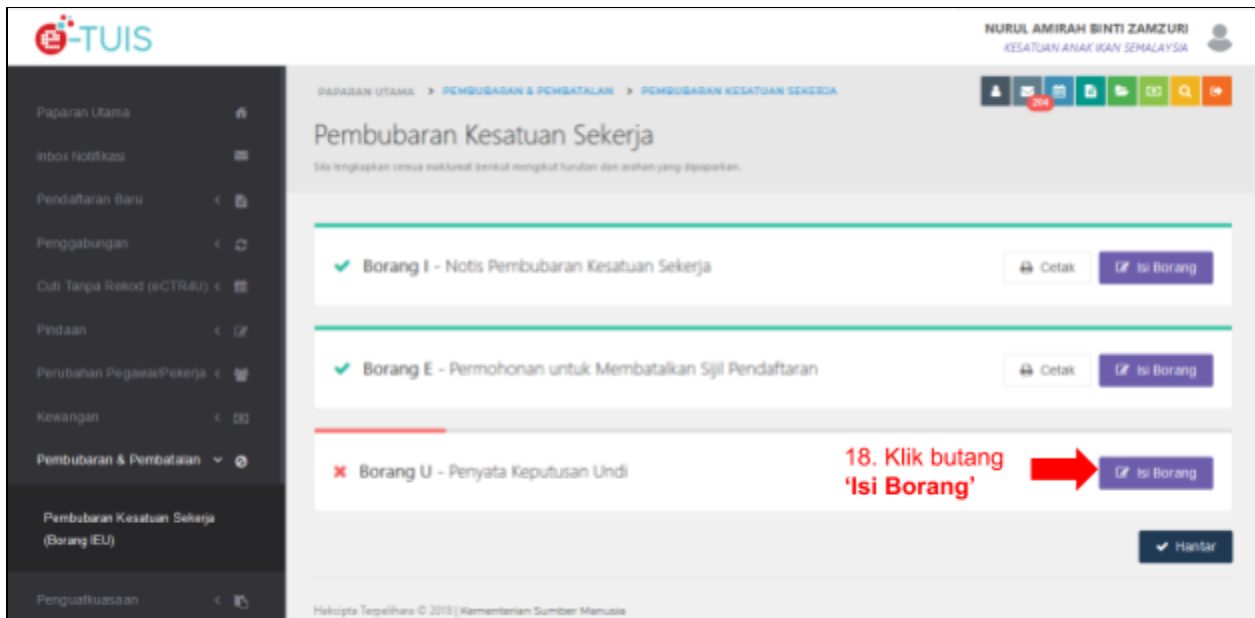 e-TUIS
NURUL AMIRAH BINTI ZAMZURI
KESATUAN ANAK IKAN SEMALAYSIA
Paparan Utama
Inbox Notifikasi
Pendaftaran Baru
Penggabungan
Cuti Tanpa Rekod (eCTR4U)
Pindaan
Perubahan Pegawai/Pekerja
Kewangan
Pembubaran & Pembatalan
Pembubaran Kesatuan Sekerja
(Borang IEU)
Penguatkuasaan
PAPARAN UTAMA > PEMBUBARAN & PEMBATALAN > PEMBUBARAN KESATUAN SEKERJA
204
Pembubaran Kesatuan Sekerja
Sila lengkapkan semua maklumat berikut mengikut turutan dan arahan yang dipaparkan.
Borang I - Notis Pembubaran Kesatuan Sekerja
Cetak
Isi Borang
Borang E - Permohonan untuk Membatalkan Sijil Pendaftaran
Cetak
Isi Borang
Borang U - Penyata Keputusan Undi
18. Klik butang
‘Isi Borang’
Isi Borang
Hantar
Hakcipta Terpelihara © 2018 | Kementerian Sumber Manusia